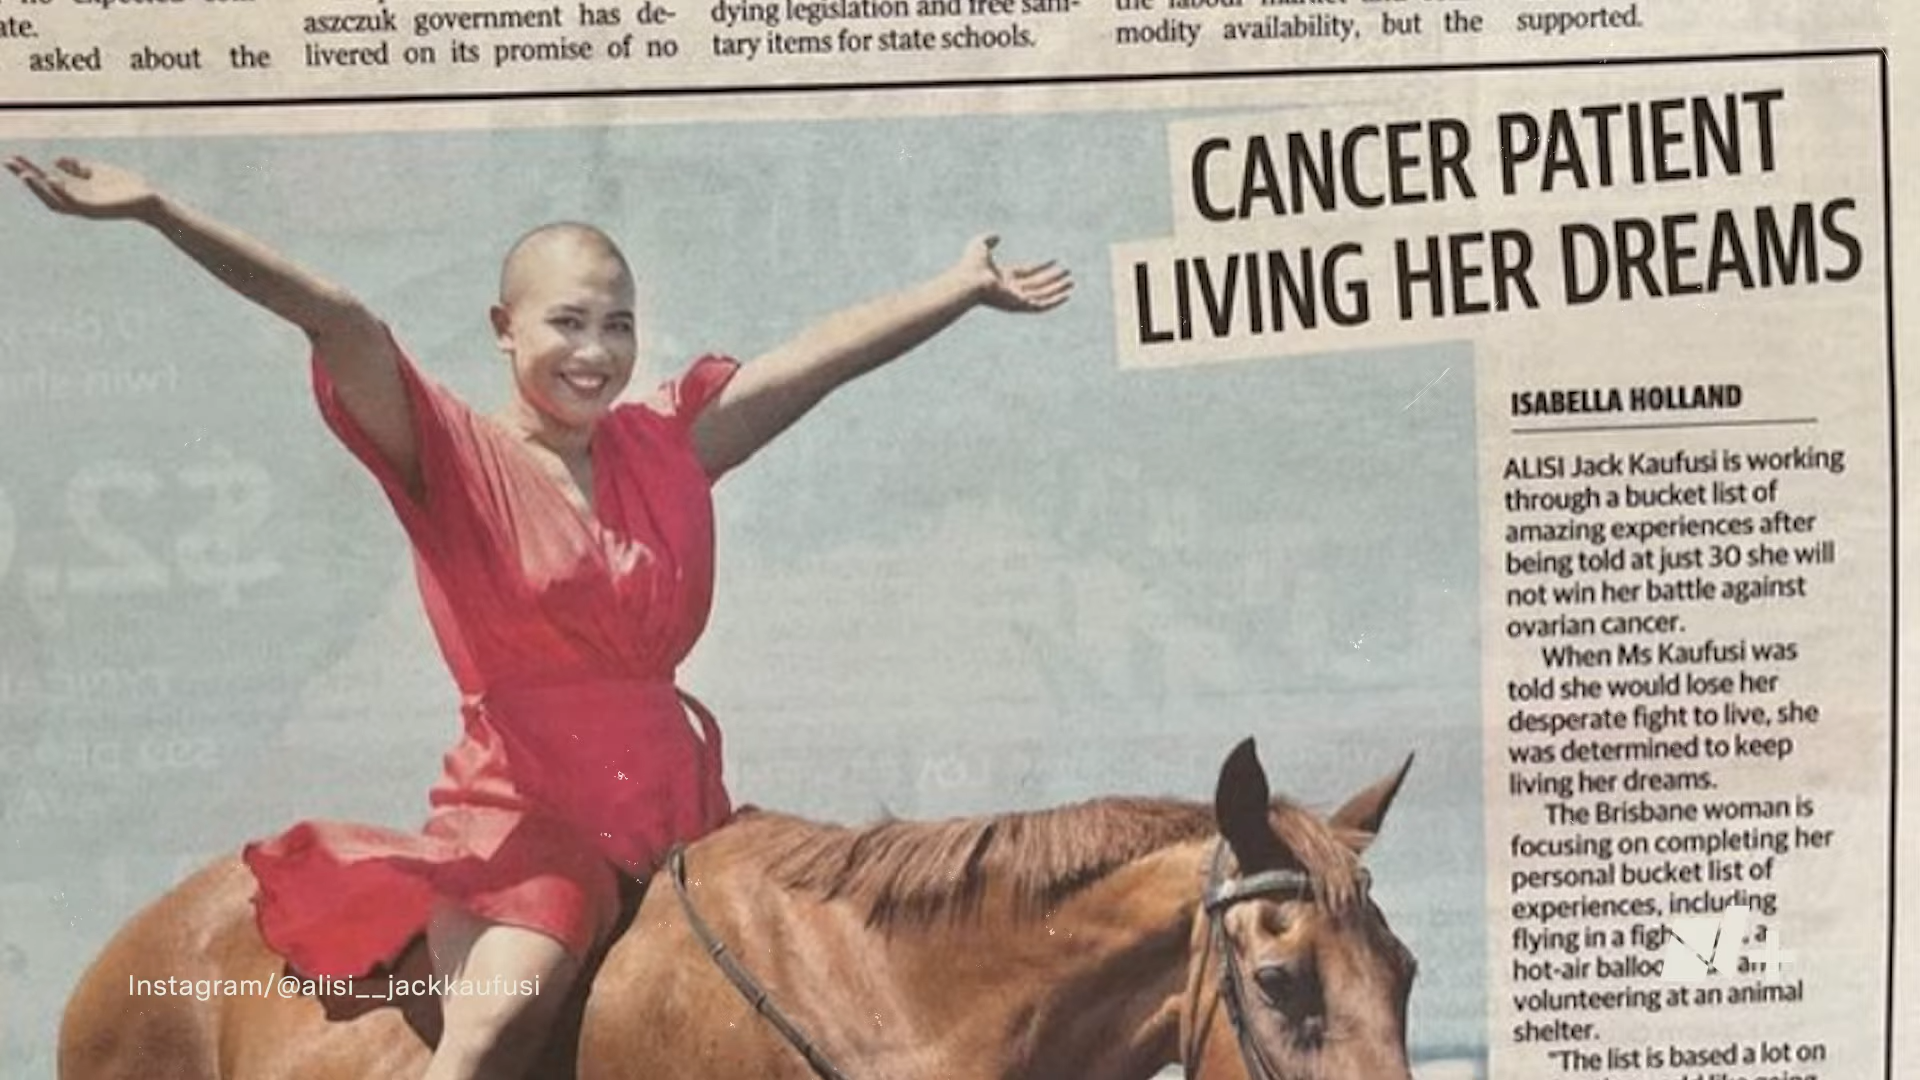 ate.
asked about the
aszczuk government has de-
livered on its promise of no
dying legislation and free sani-
tary items for state schools.
modity availability, but the
supported.
CANCER PATIENT
LIVING HER DREAMS
ISABELLA HOLLAND
ALISI Jack Kaufusi is working
through a bucket list of
amazing experiences after
being told at just 30 she will
not win her battle against
ovarian cancer.
When Ms Kaufusi was
told she would lose her
desperate fight to live, she
was determined to keep
living her dreams.
The Brisbane woman is
focusing on completing her
personal bucket list of
experiences, including
flying in a
hot-air
volunteering at an animal
shelter.
"The list is based a lot on
Instagram/@alisi__jackkaufusi